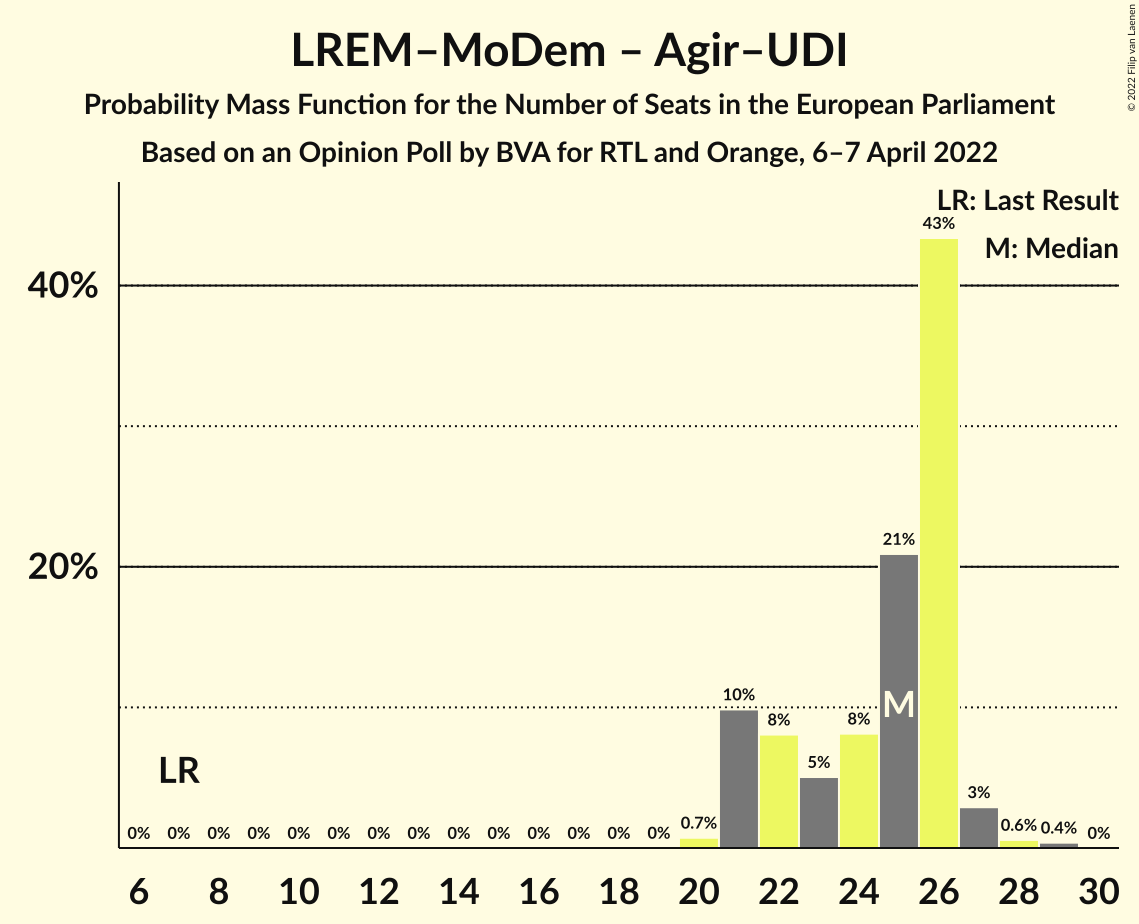 LREM–MoDem – Agir–UDI
Probability Mass Function for the Number of Seats in the European Parliament
Based on an Opinion Poll by BVA for RTL and Orange, 6–7 April 2022
© 2022 Filip van Laenen
LR: Last Result
M: Median
43%
40%
20%
21%
10%
8%
5%
8%
M
3%
LR
0% 0% 0% 0% 0% 0% 0% 0% 0% 0% 0% 0% 0% 0% 0.7% 0.6% 0.4% 0%
6 8 10 12 14 16 18 20 22 24 26 28 30